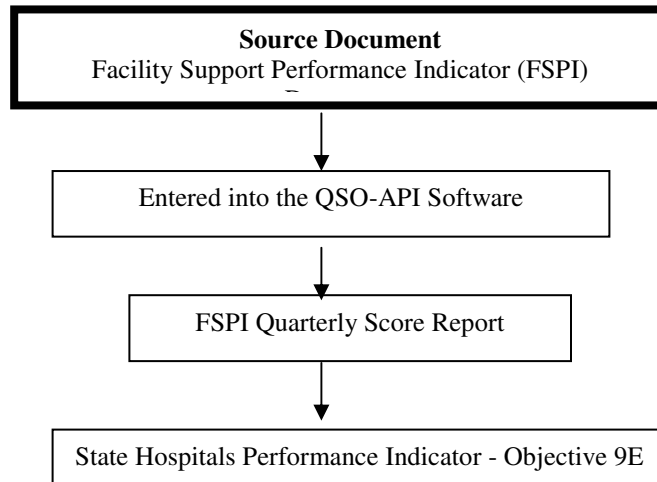 Source Document
Facility Support Performance Indicator (FSPI)
Entered into the QSO-API Software
FSPI Quarterly Score Report
State Hospitals Performance Indicator - Objective 9E